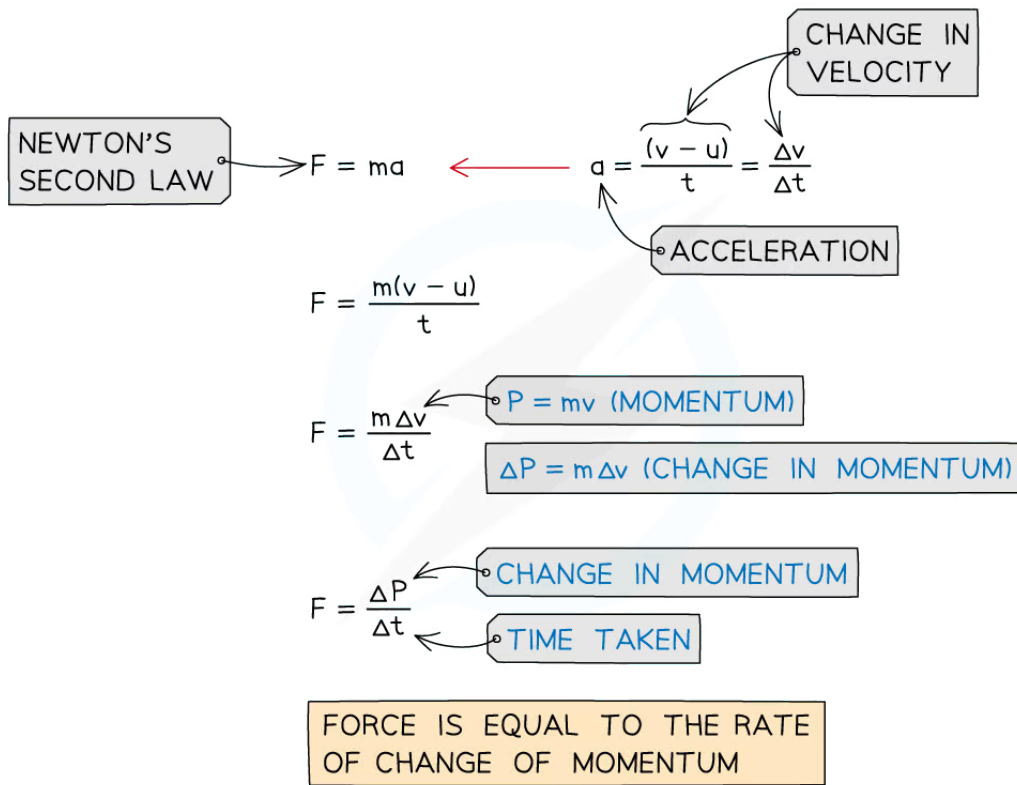 CHANGE IN
VELOCITY
NEWTON'S
SECOND LAW
F = ma
a = (v – u)/t = Δv/Δt
ACCELERATION
F = m(v – u)/t
F = mΔv/Δt
P = mv (MOMENTUM)
ΔP = mΔv (CHANGE IN MOMENTUM)
F = ΔP/Δt
CHANGE IN MOMENTUM
TIME TAKEN
FORCE IS EQUAL TO THE RATE
OF CHANGE OF MOMENTUM